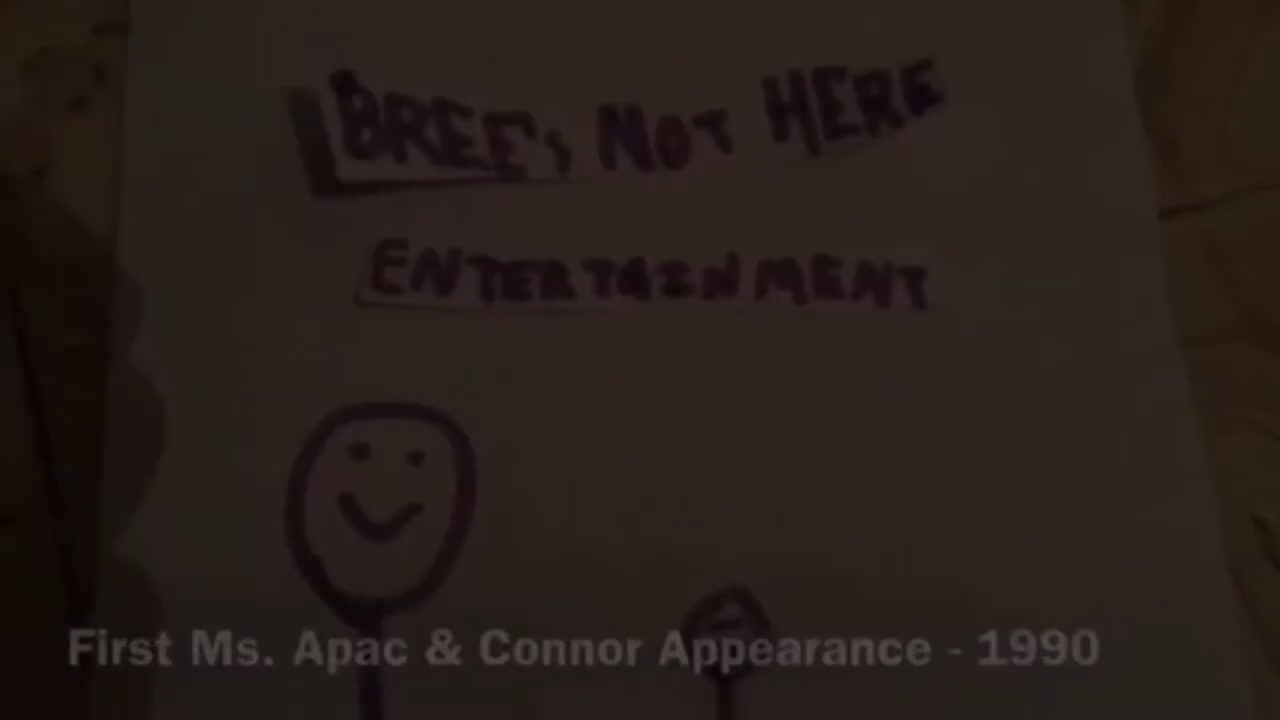 BREE's NOT HERE
ENTERTAINMENT
First Ms. Apac & Connor Appearance - 1990